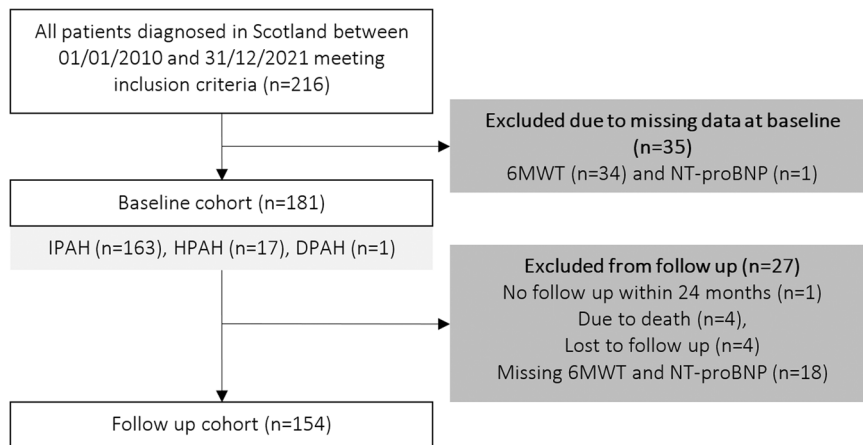 All patients diagnosed in Scotland between
01/01/2010 and 31/12/2021 meeting
inclusion criteria (n=216)
Excluded due to missing data at baseline
(n=35)
6MWT (n=34) and NT-proBNP (n=1)
Baseline cohort (n=181)
IPAH (n=163), HPAH (n=17), DPAH (n=1)
Excluded from follow up (n=27)
No follow up within 24 months (n=1)
Due to death (n=4),
Lost to follow up (n=4)
Missing 6MWT and NT-proBNP (n=18)
Follow up cohort (n=154)